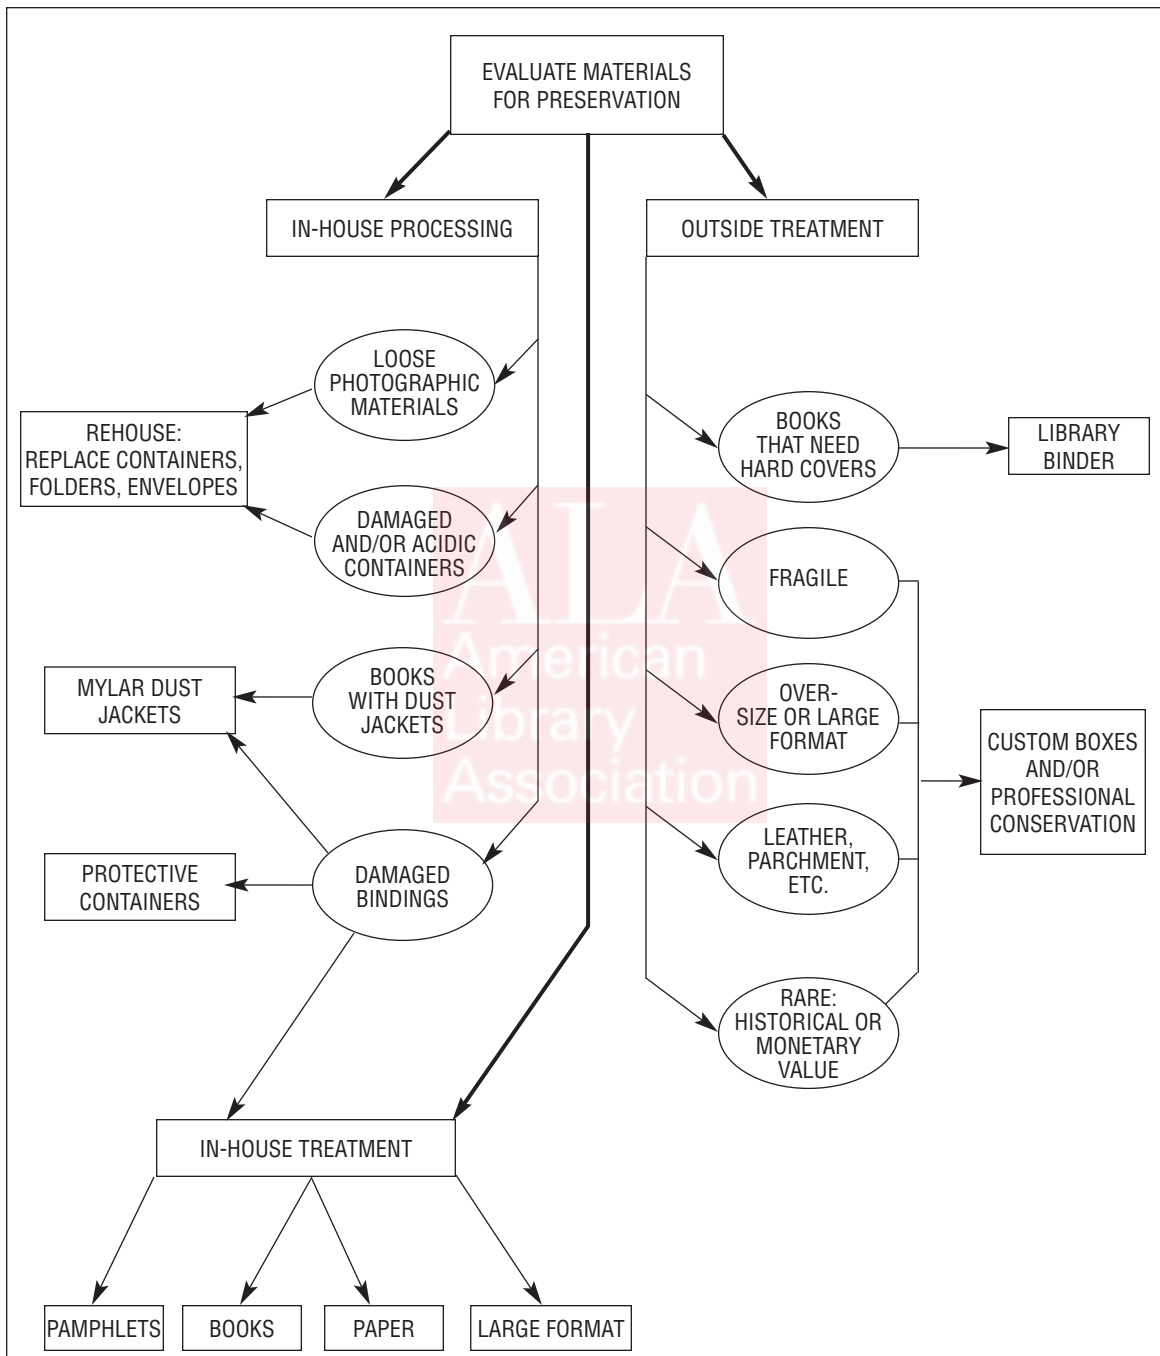 EVALUATE MATERIALS
FOR PRESERVATION
IN-HOUSE PROCESSING
OUTSIDE TREATMENT
LOOSE
PHOTOGRAPHIC
MATERIALS
REHOUSE:
REPLACE CONTAINERS,
FOLDERS, ENVELOPES
DAMAGED
AND/OR ACIDIC
CONTAINERS
BOOKS
WITH DUST
JACKETS
MYLAR DUST
JACKETS
DAMAGED
BINDINGS
PROTECTIVE
CONTAINERS
BOOKS
THAT NEED
HARD COVERS
LIBRARY
BINDER
FRAGILE
OVER-
SIZE OR LARGE
FORMAT
LEATHER,
PARCHMENT,
ETC.
RARE:
HISTORICAL OR
MONETARY
VALUE
CUSTOM BOXES
AND/OR
PROFESSIONAL
CONSERVATION
ALA
American
Library
Association
IN-HOUSE TREATMENT
PAMPHLETS
BOOKS
PAPER
LARGE FORMAT